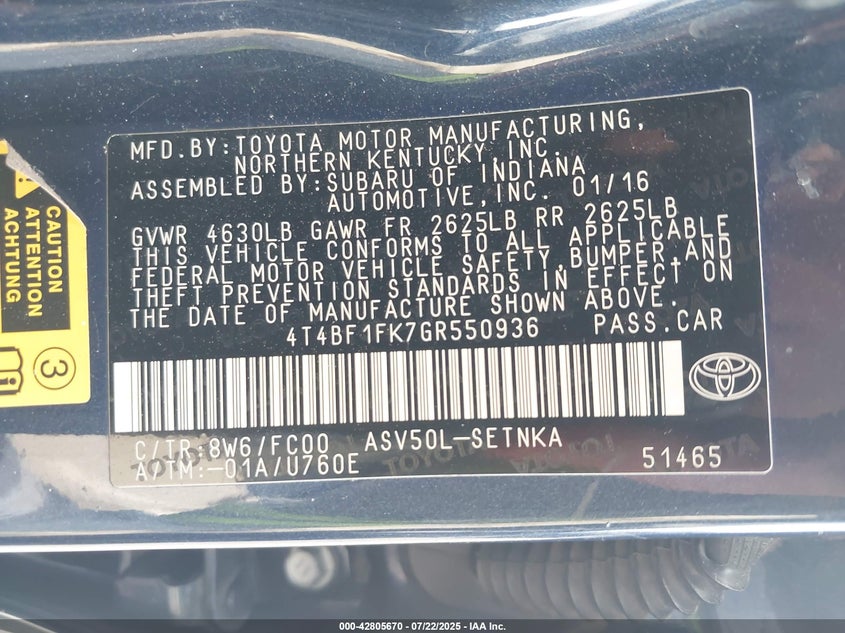 MFD.BY:TOYOTA MOTOR MANUFACTURING,
NORTHERN KENTUCKY,INC.
ASSEMBLED BY:SUBARU OF INDIANA
AUTOMOTIVE,INC. 01/16
GVWR 4630LB GAWR FR 2625LB RR 2625LB
THIS VEHICLE CONFORMS TO ALL APPLICABLE
FEDERAL MOTOR VEHICLE SAFETY,BUMPER,AND
THEFT PREVENTION STANDARDS IN EFFECT ON
THE DATE OF MANUFACTURE SHOWN ABOVE.
4T4BF1FK7GR550936 PASS.CAR
C/TR:8W6/FC00 ASV50L-SETNKA
A/TM:-01A/U760E 51465
CAUTION
ATTENTION
ACHTUNG
3
000-42805670 - 07/22/2025 - IAA Inc.